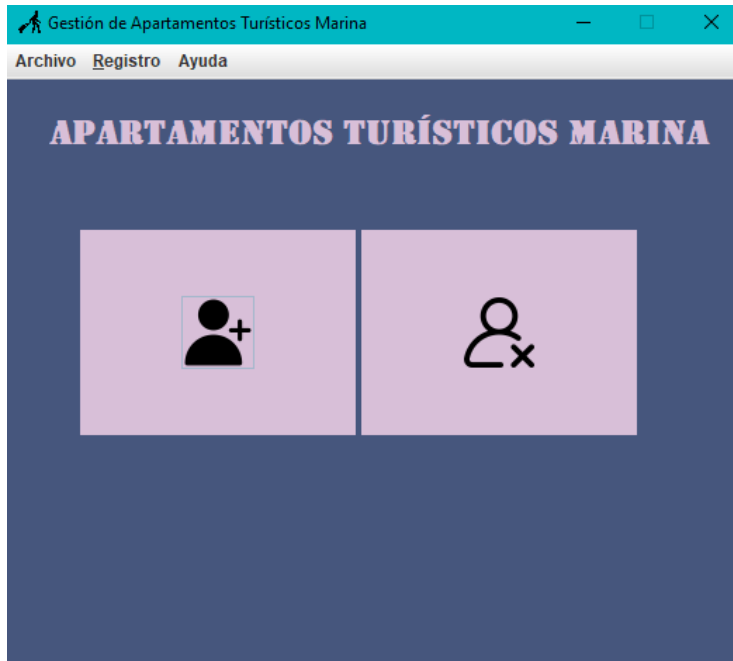 Gestión de Apartamentos Turísticos Marina
Archivo Registro Ayuda
APARTAMENTOS TURÍSTICOS MARINA